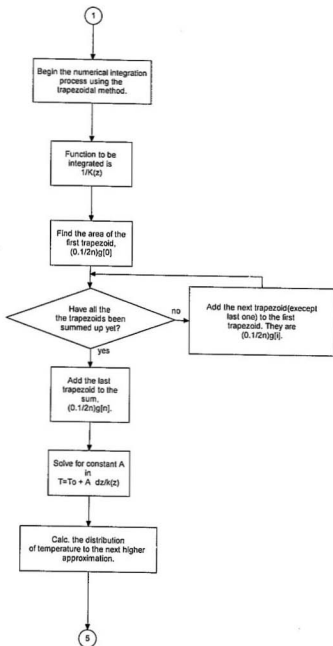 1
Begin the numerical integration
process using the
trapezoidal method.
Function to be
integrated is
1/K(z)
Find the area of the
first trapezoid,
(0.1/2n)g[0]
Have all the
the trapezoids been
summed up yet?
no
Add the next trapezoid(execept
last one) to the first
trapezoid. They are
(0.1/2n)g[i].
yes
Add the last
trapezoid to the
sum,
(0.1/2n)g[n].
Solve for constant A
in
T=To + A dz/k(z)
Calc. the distribution
of temperature to the next higher
approximation.
5